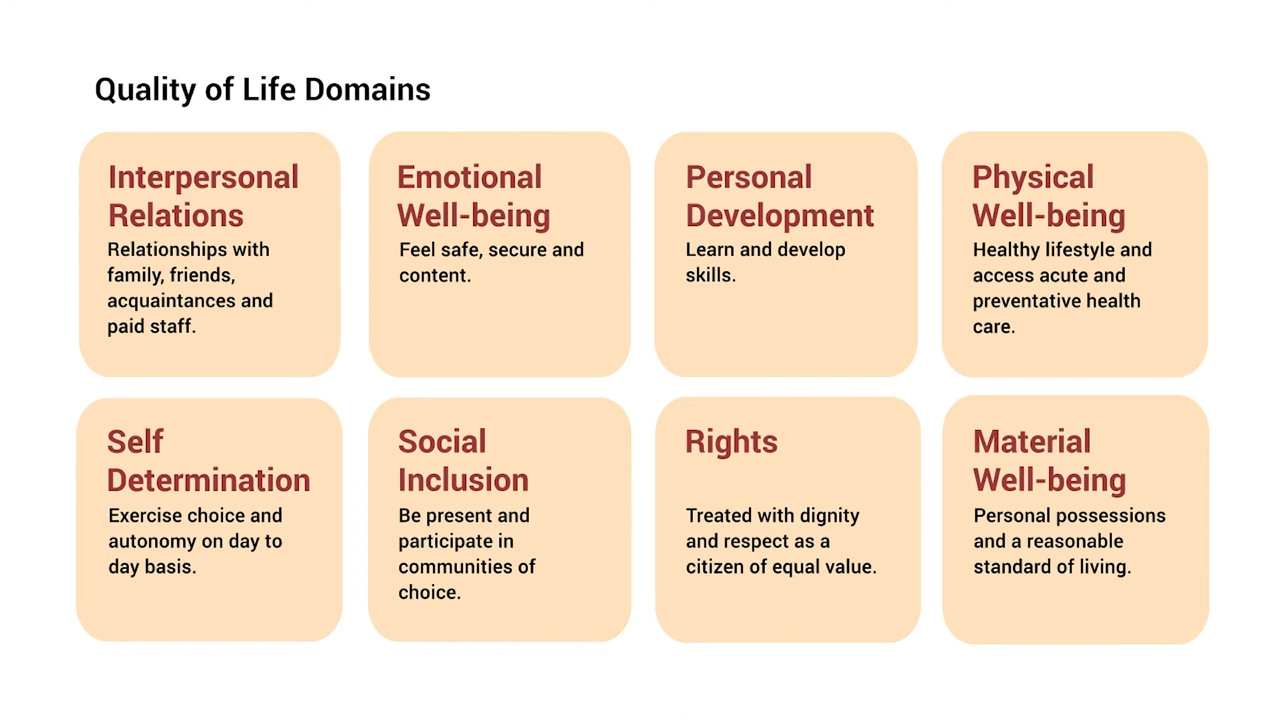 Quality of Life Domains
Interpersonal
Relations
Relationships with
family, friends,
acquaintances and
paid staff.
Emotional
Well-being
Feel safe, secure and
content.
Personal
Development
Learn and develop
skills.
Physical
Well-being
Healthy lifestyle and
access acute and
preventative health
care.
Self
Determination
Exercise choice and
autonomy on day to
day basis.
Social
Inclusion
Be present and
participate in
communities of
choice.
Rights
Treated with dignity
and respect as a
citizen of equal value.
Material
Well-being
Personal possessions
and a reasonable
standard of living.